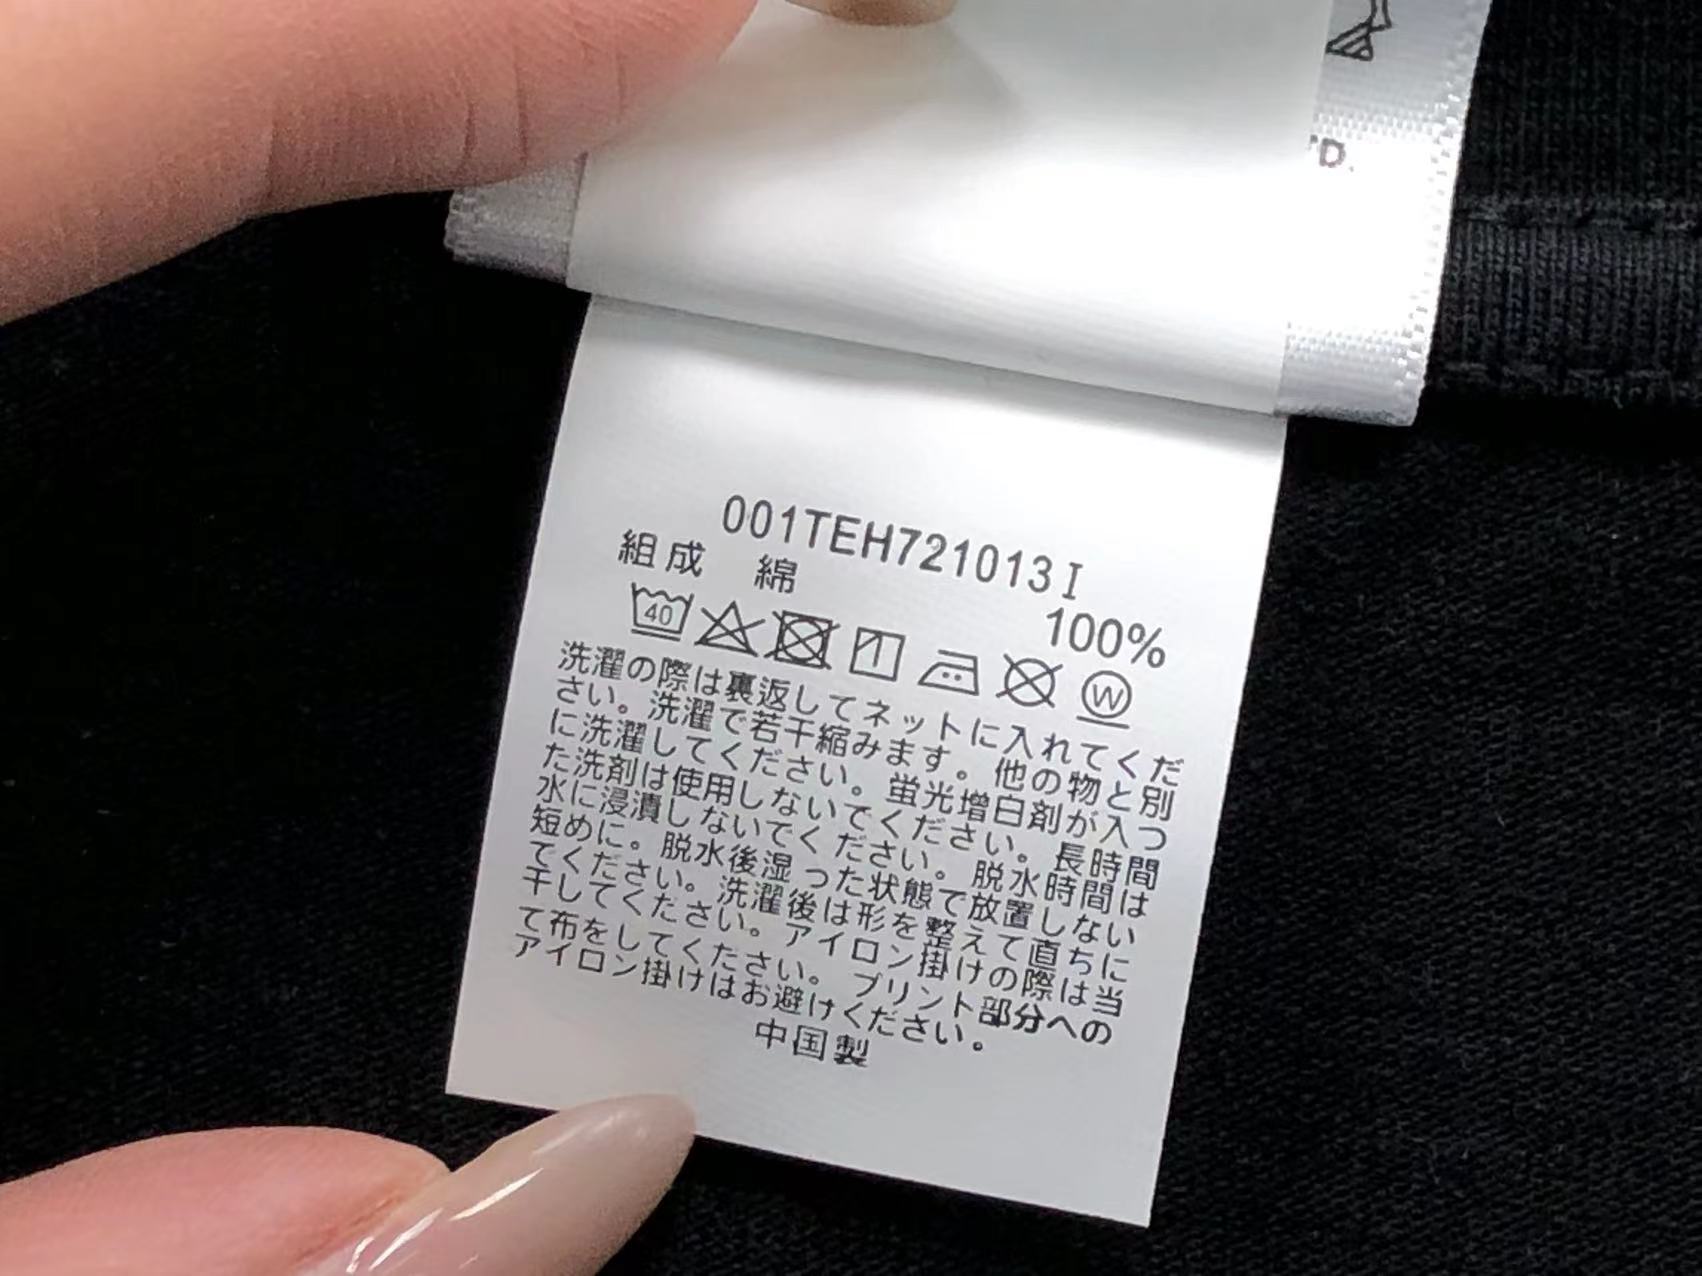 D.
001TEH721013I
組成 綿 100%
40
W
洗濯の際は裏返してネットに入れてくだ
さい。洗濯で若干縮みます。他の物と別
に洗濯してください。蛍光増白剤が入っ
た洗剤は使用しないでください。長時間
水に浸漬しないでください。脱水時間は
短めに。脱水後湿った状態で放置しない
でください。洗濯後は形を整えて直ちに
干してください。アイロン掛けの際は当
て布をしてください。プリント部分への
アイロン掛けはお避けください。
中国製